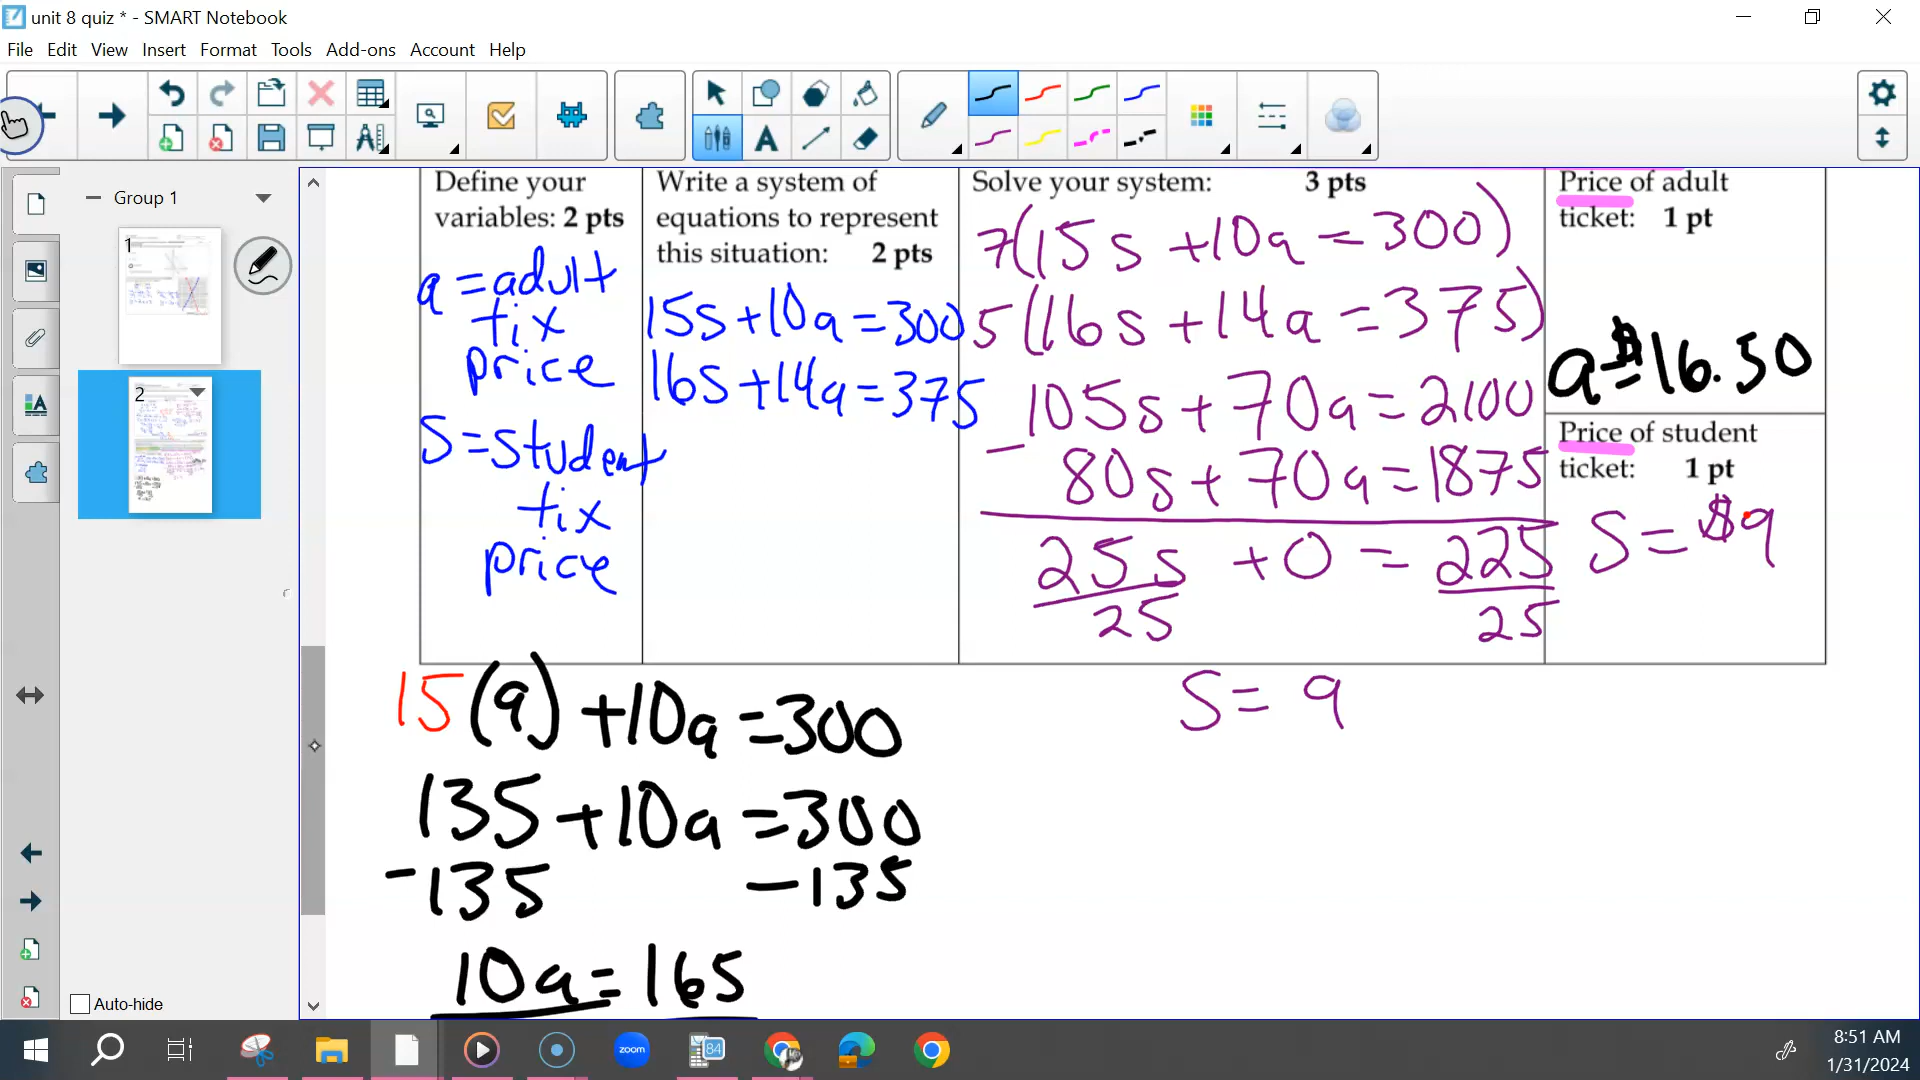 unit 8 quiz * - SMART Notebook
File Edit View Insert Format Tools Add-ons Account Help
Group 1
1
2
Auto-hide
Define your
variables: 2 pts
a = adult
tix
price
S = student
tix
price
Write a system of
equations to represent
this situation: 2 pts
15s+10a=300
16s+14a=375
Solve your system: 3 pts
7(15s +10a = 300)
5(16s +14a = 375)
105s + 70a = 2100
- 80s + 70a = 1875
25s + 0 = 225
25 25
S = 9
Price of adult
ticket: 1 pt
a=$16.50
Price of student
ticket: 1 pt
S = $9
15(9) +10a =300
135 +10a =300
-135 -135
10a = 165
zoom
84
8:51 AM
1/31/2024